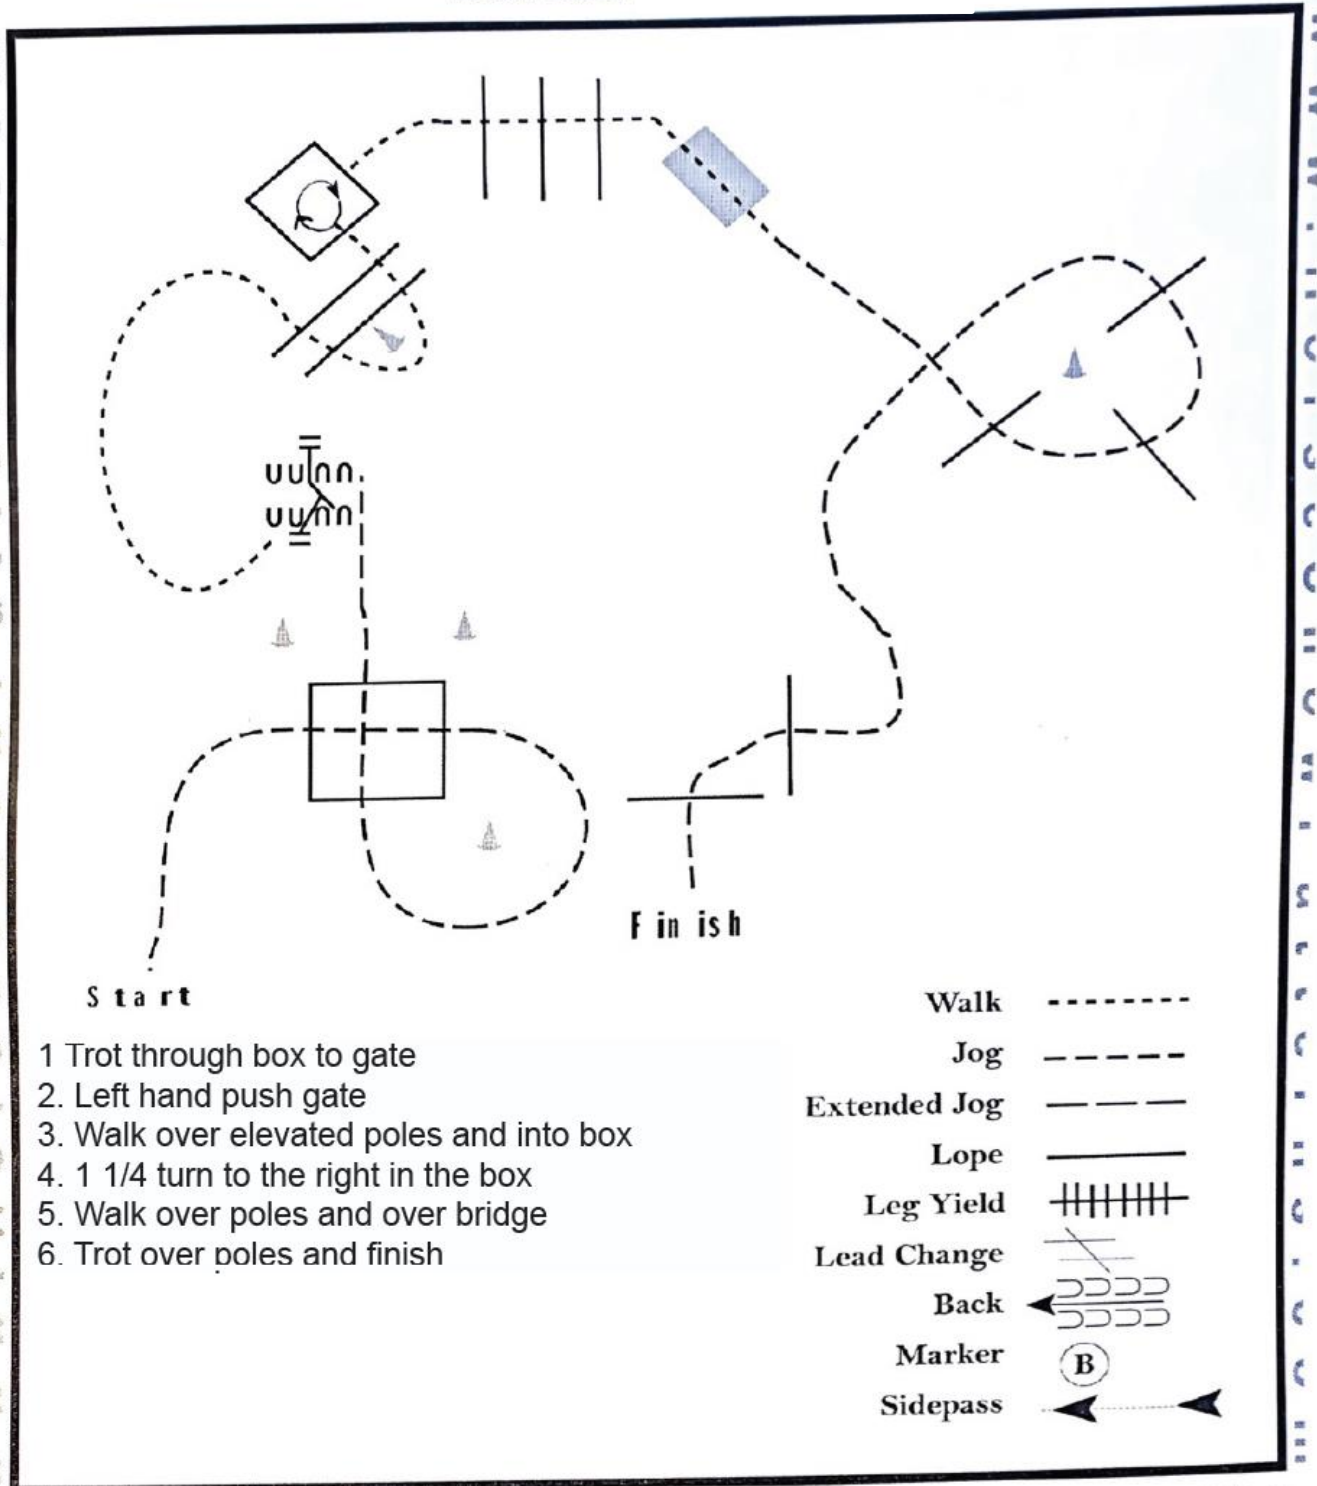 Finish
Start
1 Trot through box to gate
2. Left hand push gate
3. Walk over elevated poles and into box
4. 1 1/4 turn to the right in the box
5. Walk over poles and over bridge
6. Trot over poles and finish
Walk
Jog
Extended Jog
Lope
Leg Yield
Lead Change
Back
Marker B
Sidepass